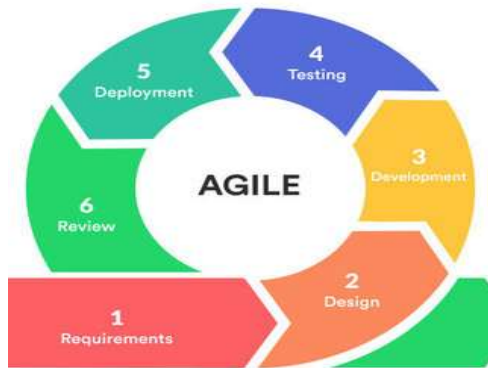 4
Testing
5
Deployment
3
Development
AGILE
6
Review
2
Design
1
Requirements